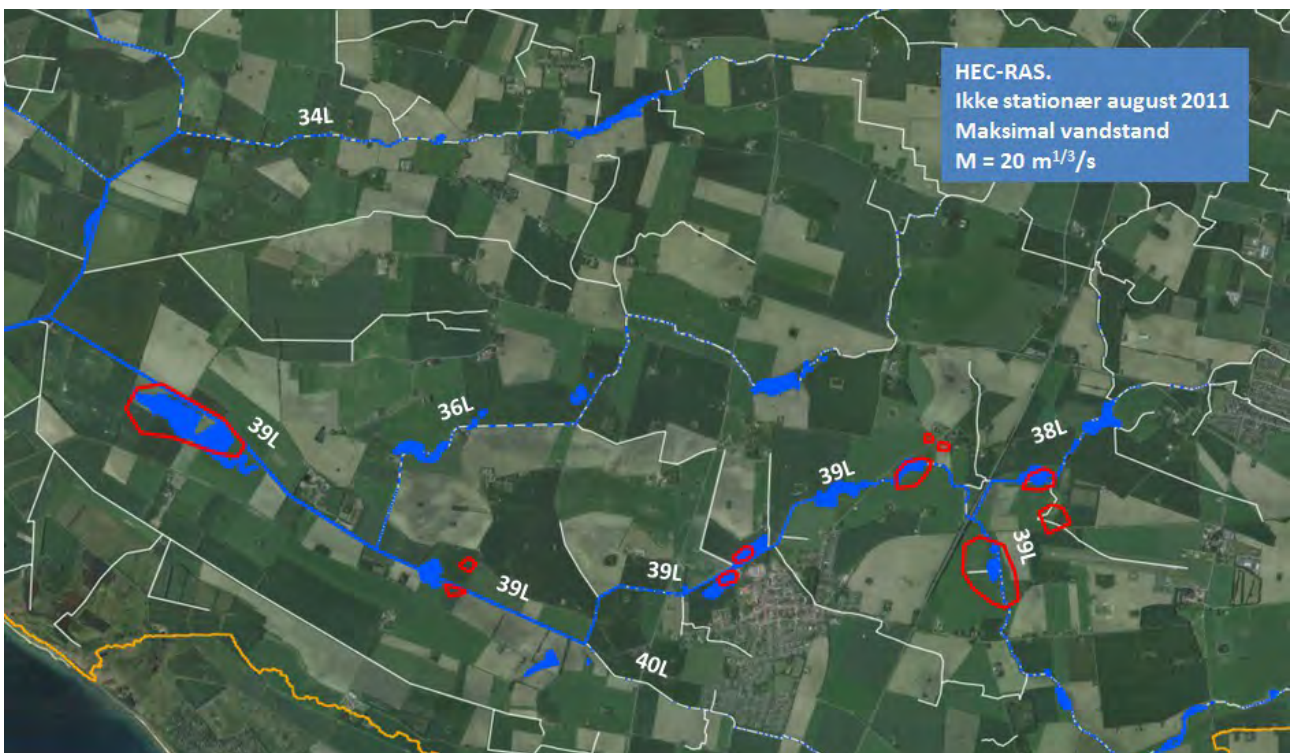 HEC-RAS.
Ikke stationær august 2011
Maksimal vandstand
M = 20 m^1/3/s
34L
36L
39L
38L
39L
39L
39L
39L
40L